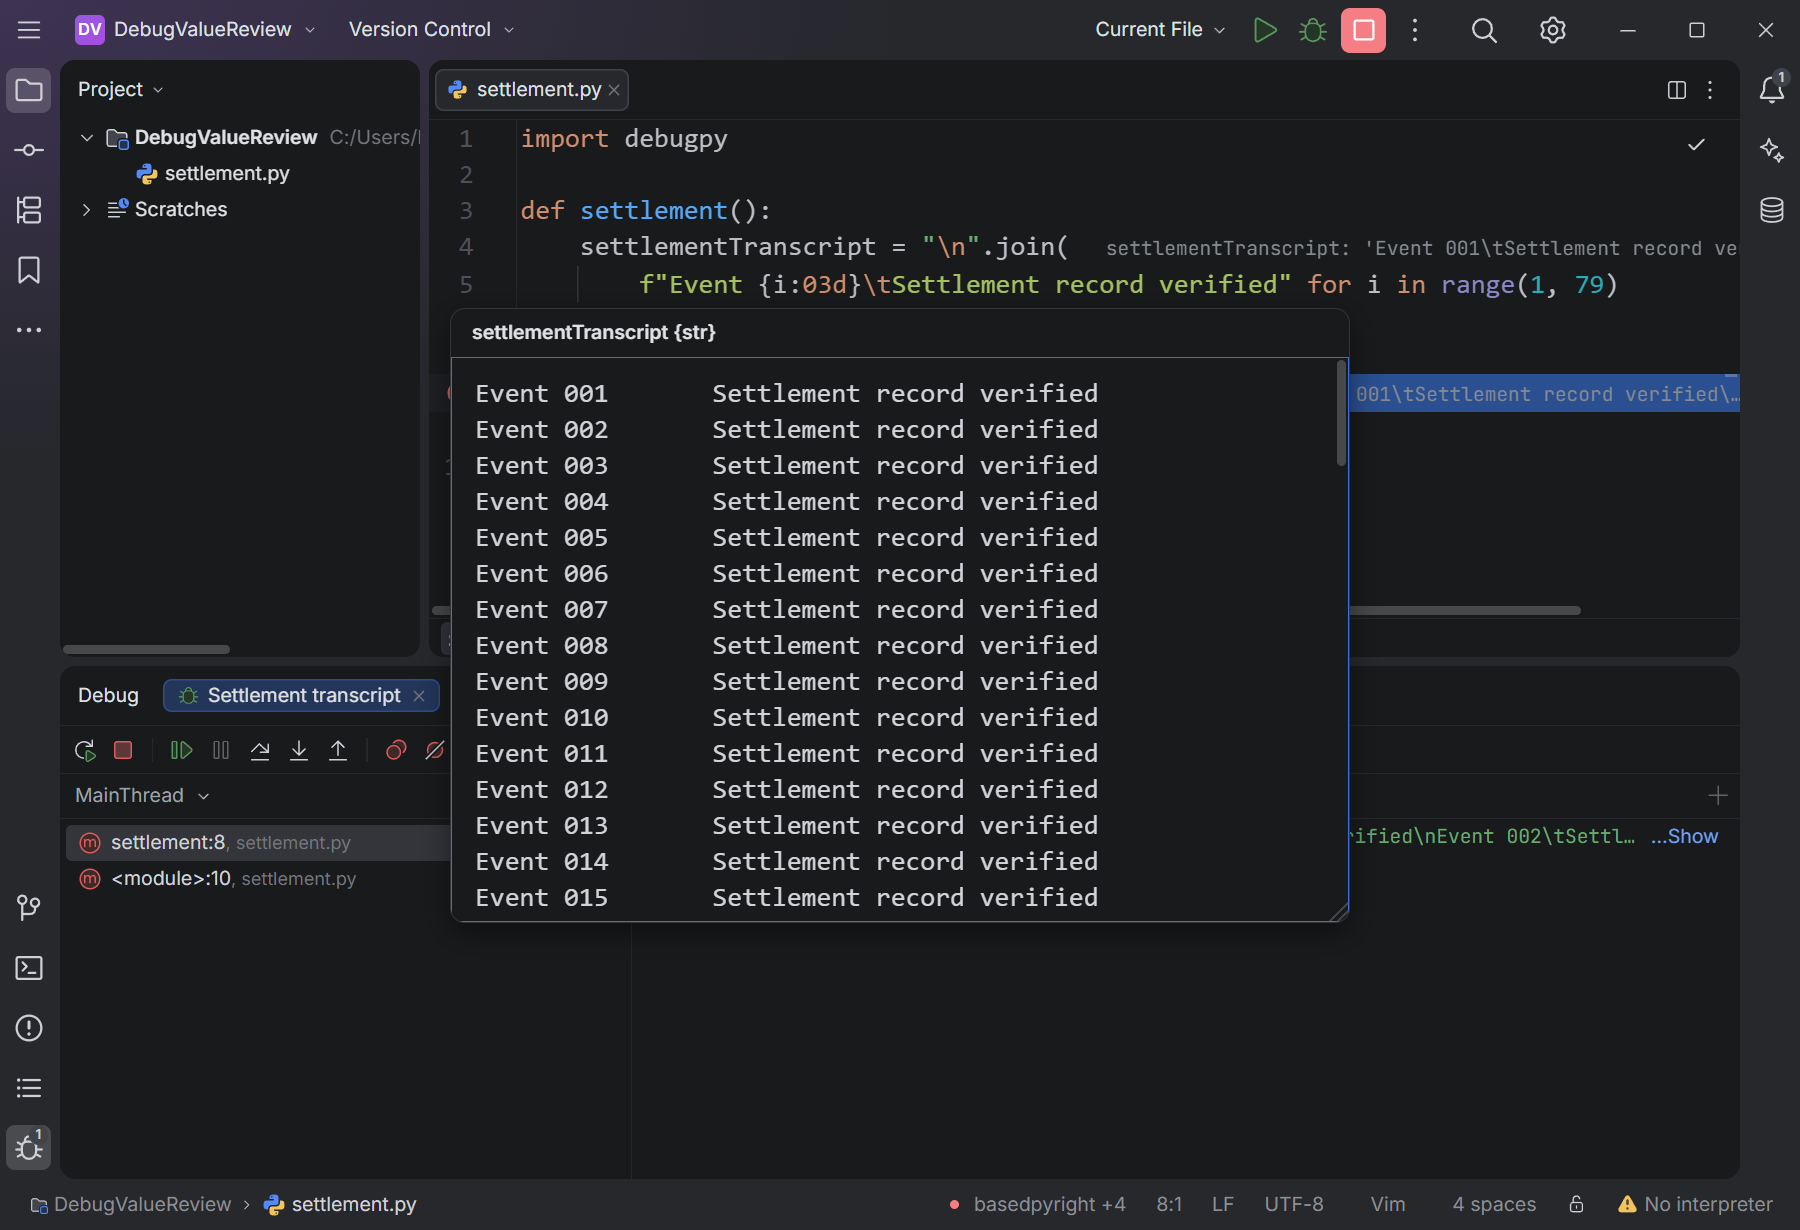 DV DebugValueReview Version Control Current File
Project
settlement.py
DebugValueReview C:/Users/
settlement.py
Scratches
1 import debugpy
2
3 def settlement():
4 settlementTranscript = "\n".join( settlementTranscript: 'Event 001\tSettlement record ve
5 f"Event {i:03d}\tSettlement record verified" for i in range(1, 79)
settlementTranscript {str}
001\tSettlement record verified\…
Event 001 Settlement record verified
Event 002 Settlement record verified
Event 003 Settlement record verified
Event 004 Settlement record verified
Event 005 Settlement record verified
Event 006 Settlement record verified
Event 007 Settlement record verified
Event 008 Settlement record verified
Event 009 Settlement record verified
Event 010 Settlement record verified
Event 011 Settlement record verified
Event 012 Settlement record verified
Event 013 Settlement record verified
Event 014 Settlement record verified
Event 015 Settlement record verified
Debug Settlement transcript
MainThread
settlement:8, settlement.py
<module>:10, settlement.py
rified\nEvent 002\tSettl… …Show
1
1
DebugValueReview › settlement.py
basedpyright +4 8:1 LF UTF-8 Vim 4 spaces No interpreter